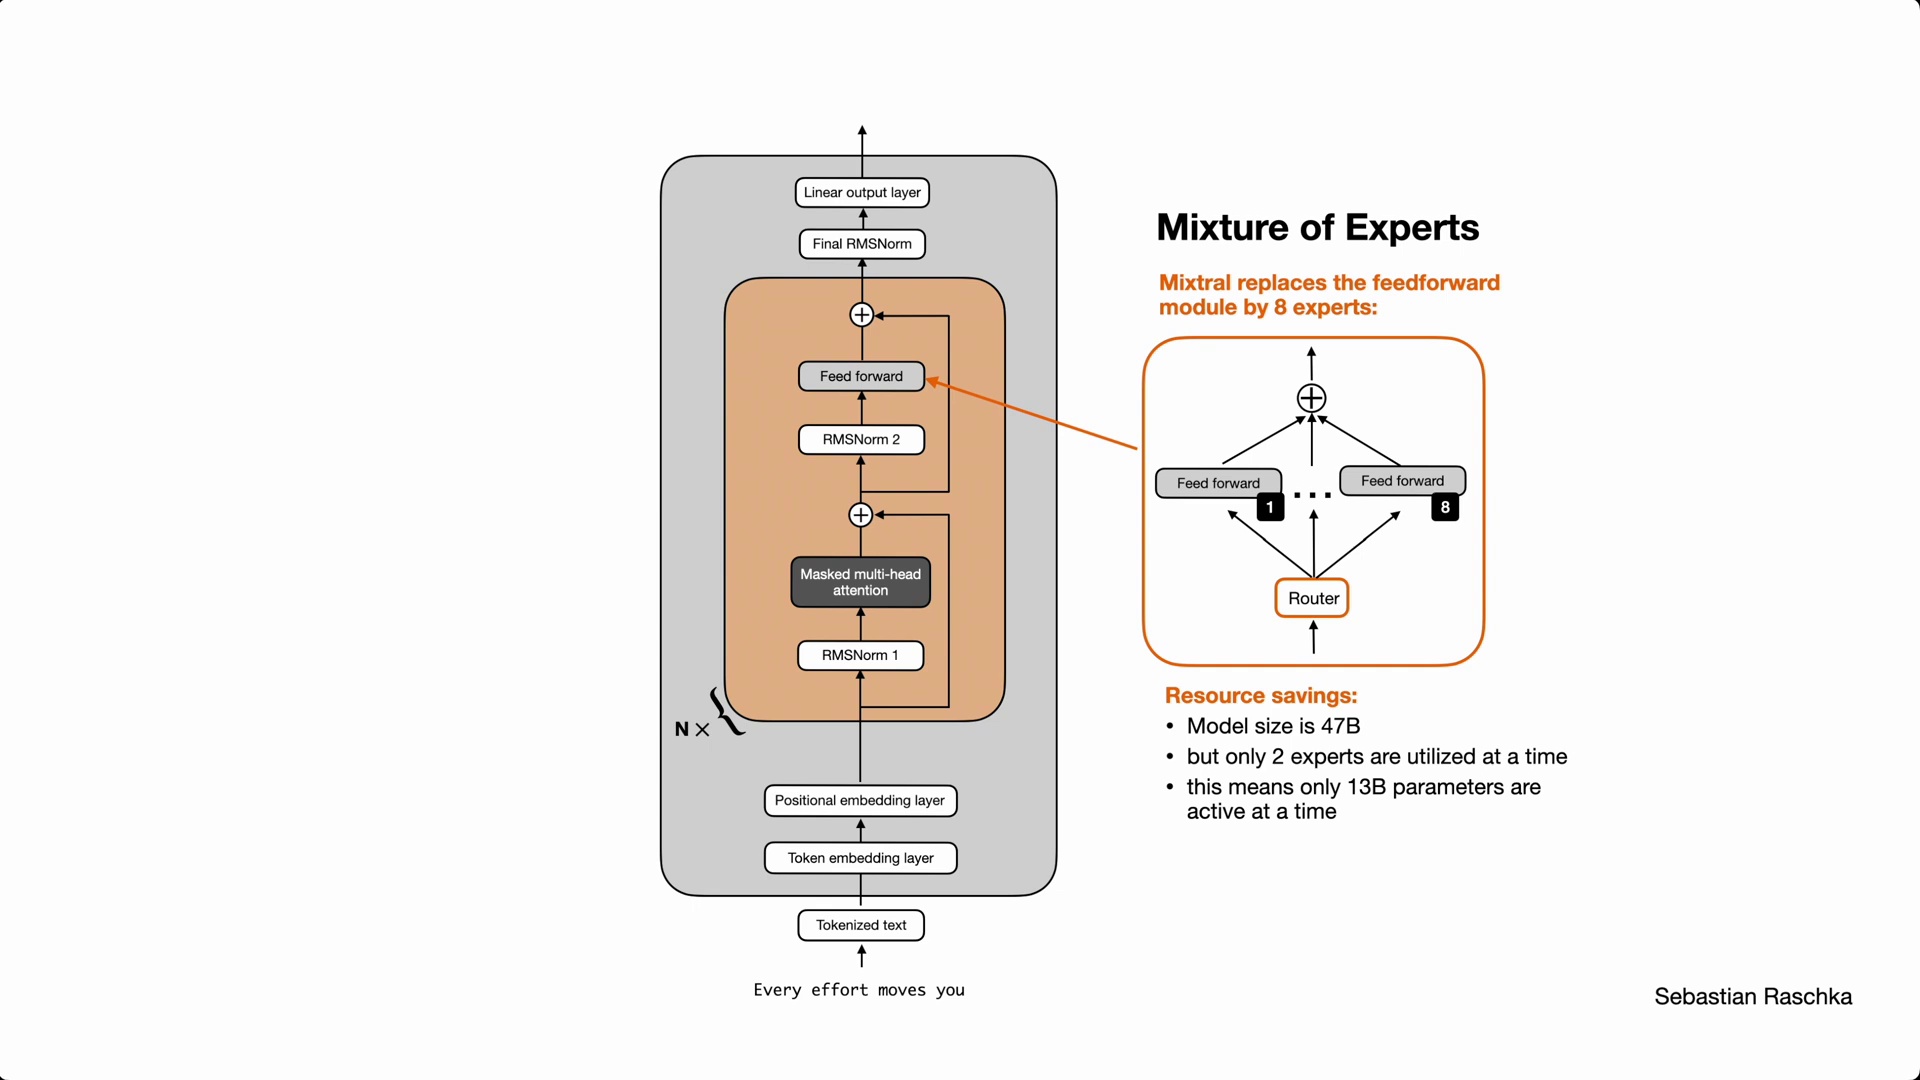 Linear output layer
Final RMSNorm
Feed forward
RMSNorm 2
Masked multi-head
attention
RMSNorm 1
N ×
Positional embedding layer
Token embedding layer
Tokenized text
Every effort moves you
Mixture of Experts
Mixtral replaces the feedforward
module by 8 experts:
Feed forward
1
...
Feed forward
8
Router
Resource savings:
• Model size is 47B
• but only 2 experts are utilized at a time
• this means only 13B parameters are
active at a time
Sebastian Raschka